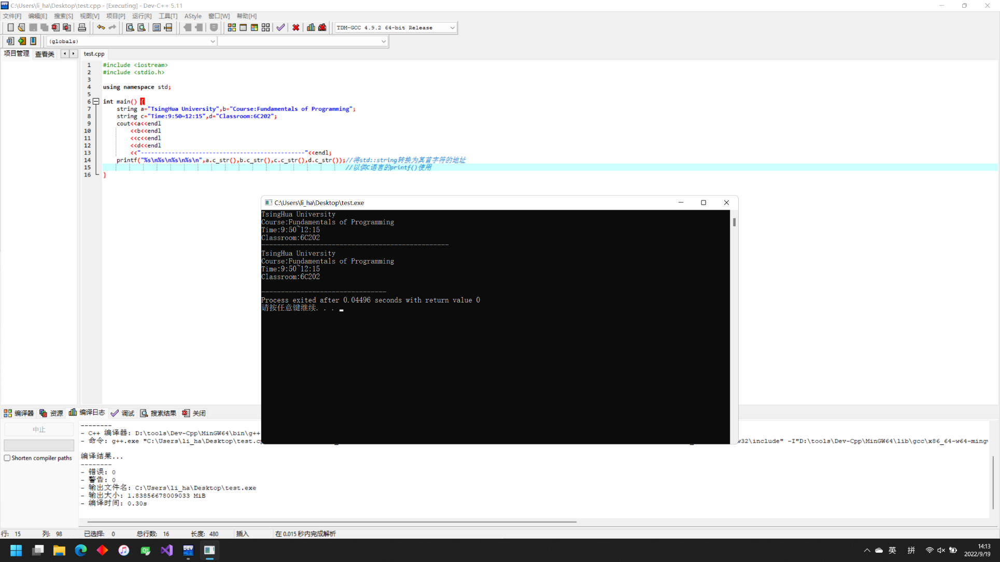 C:\Users\li_ha\Desktop\test.cpp - [Executing] - Dev-C++ 5.11
文件[F] 编辑[E] 搜索[S] 视图[V] 项目[P] 运行[R] 工具[T] AStyle 窗口[W] 帮助[H]
TDM-GCC 4.9.2 64-bit Release
(globals)
项目管理 查看类 test.cpp
1 #include <iostream>
2 #include <stdio.h>
3
4 using namespace std;
5
6 int main() {
7 string a="TsingHua University",b="Course:Fundamentals of Programming";
8 string c="Time:9:50~12:15",d="Classroom:6C202";
9 cout<<a<<endl
10 <<b<<endl
11 <<c<<endl
12 <<d<<endl
13 <<"------------------------------------------------"<<endl;
14 printf("%s\n%s\n%s\n%s\n",a.c_str(),b.c_str(),c.c_str(),d.c_str());//将std::string转换为其首字符的地址
15 //以供C语言的printf()使用
16 }
C:\Users\li_ha\Desktop\test.exe
TsingHua University
Course:Fundamentals of Programming
Time:9:50~12:15
Classroom:6C202
------------------------------------------------
TsingHua University
Course:Fundamentals of Programming
Time:9:50~12:15
Classroom:6C202
--------------------------------
Process exited after 0.04496 seconds with return value 0
请按任意键继续. . .
编译器 资源 编译日志 调试 搜索结果 关闭
中止
Shorten compiler paths
--------
- C++ 编译器: D:\tools\Dev-Cpp\MinGW64\bin\g++
- 命令: g++.exe "C:\Users\li_ha\Desktop\test.cp w32\include" -I"D:\tools\Dev-Cpp\MinGW64\lib\gcc\x86_64-w64-mingw
编译结果...
--------
- 错误: 0
- 警告: 0
- 输出文件名: C:\Users\li_ha\Desktop\test.exe
- 输出大小: 1.83856678009033 MiB
- 编译时间: 0.30s
行: 15 列: 98 已选择: 0 总行数: 16 长度: 480 插入 在 0.015 秒内完成解析
DEV
英 拼
14:13
2022/9/19